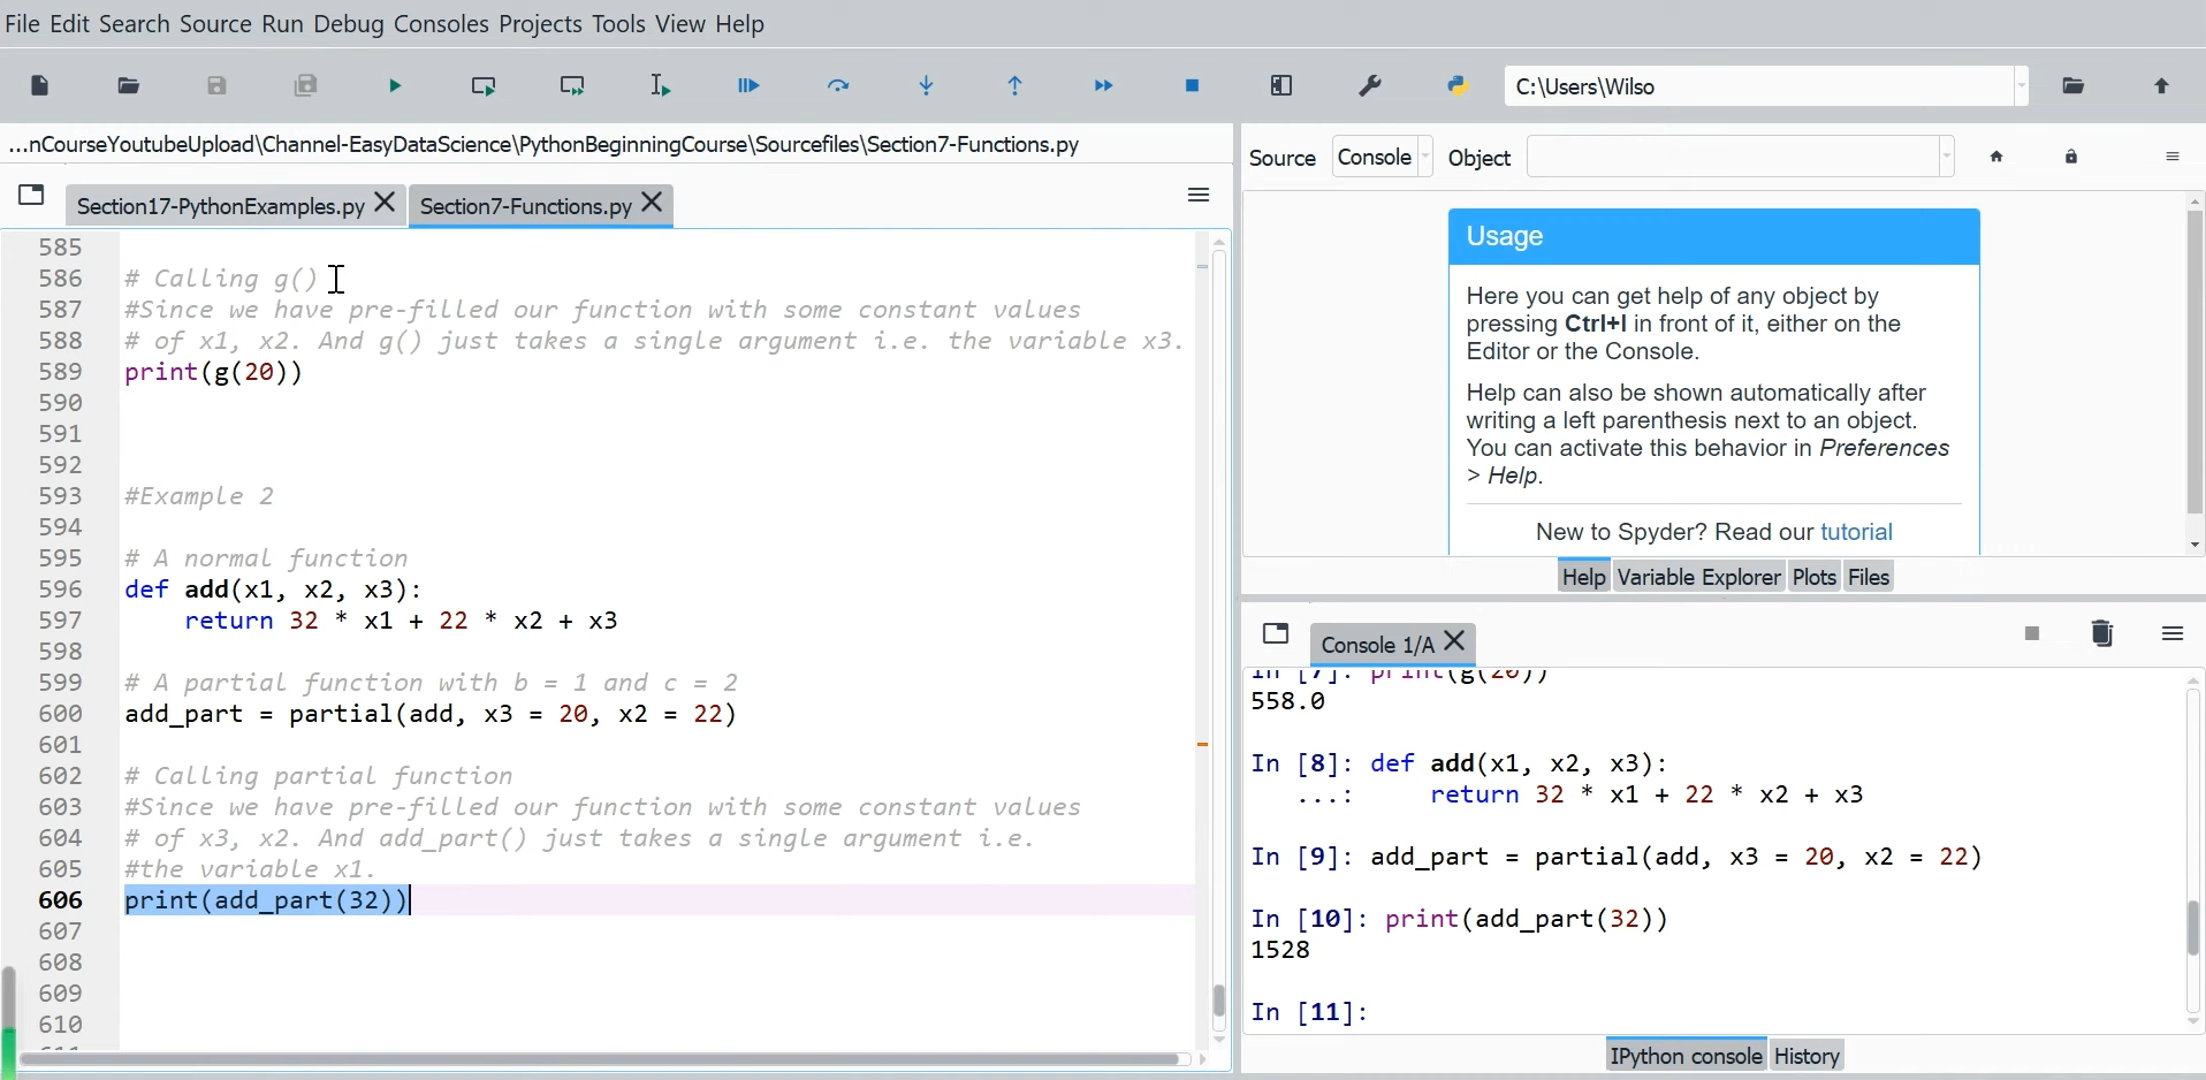 File Edit Search Source Run Debug Consoles Projects Tools View Help
C:\Users\Wilso
...nCourseYoutubeUpload\Channel-EasyDataScience\PythonBeginningCourse\Sourcefiles\Section7-Functions.py
Section17-PythonExamples.py
Section7-Functions.py
585
586 # Calling g()
587 #Since we have pre-filled our function with some constant values
588 # of x1, x2. And g() just takes a single argument i.e. the variable x3.
589 print(g(20))
590
591
592
593 #Example 2
594
595 # A normal function
596 def add(x1, x2, x3):
597     return 32 * x1 + 22 * x2 + x3
598
599 # A partial function with b = 1 and c = 2
600 add_part = partial(add, x3 = 20, x2 = 22)
601
602 # Calling partial function
603 #Since we have pre-filled our function with some constant values
604 # of x3, x2. And add_part() just takes a single argument i.e.
605 #the variable x1.
606 print(add_part(32))
607
608
609
610
611
Source Console Object
Usage
Here you can get help of any object by
pressing Ctrl+I in front of it, either on the
Editor or the Console.
Help can also be shown automatically after
writing a left parenthesis next to an object.
You can activate this behavior in Preferences
> Help.
New to Spyder? Read our tutorial
Help Variable Explorer Plots Files
Console 1/A
In [7]: print(g(20))
558.0
In [8]: def add(x1, x2, x3):
...:     return 32 * x1 + 22 * x2 + x3
In [9]: add_part = partial(add, x3 = 20, x2 = 22)
In [10]: print(add_part(32))
1528
In [11]:
IPython console History